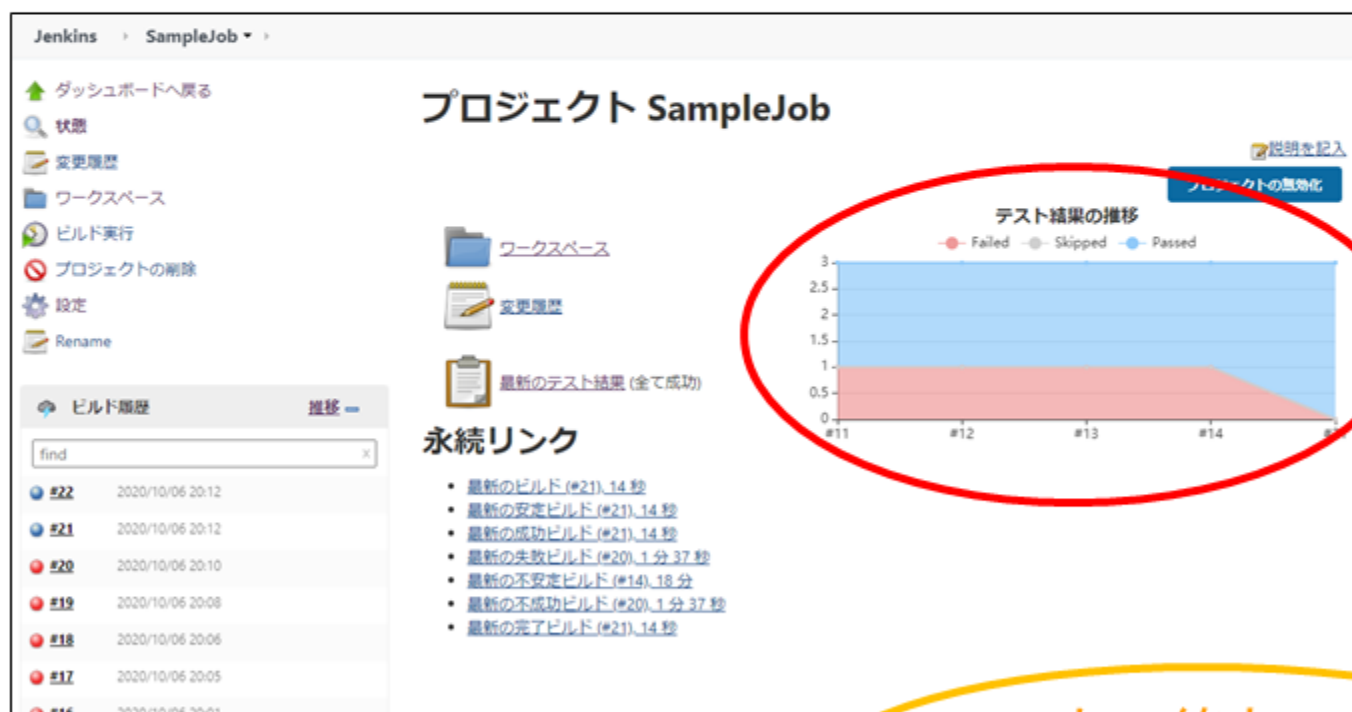 Jenkins › SampleJob ▾ ›
ダッシュボードへ戻る
状態
変更履歴
ワークスペース
ビルド実行
プロジェクトの削除
設定
Rename
ビルド履歴 推移
find x
#22 2020/10/06 20:12
#21 2020/10/06 20:12
#20 2020/10/06 20:10
#19 2020/10/06 20:08
#18 2020/10/06 20:06
#17 2020/10/06 20:05
#16 2020/10/06 20:01
プロジェクト SampleJob
説明を記入
プロジェクトの無効化
ワークスペース
変更履歴
最新のテスト結果 (全て成功)
テスト結果の推移
Failed Skipped Passed
3
2.5
2
1.5
1
0.5
0
#11 #12 #13 #14
永続リンク
• 最新のビルド (#21), 14 秒
• 最新の安定ビルド (#21), 14 秒
• 最新の成功ビルド (#21), 14 秒
• 最新の失敗ビルド (#20), 1 分 37 秒
• 最新の不安定ビルド (#14), 18 分
• 最新の不成功ビルド (#20), 1 分 37 秒
• 最新の完了ビルド (#21), 14 秒